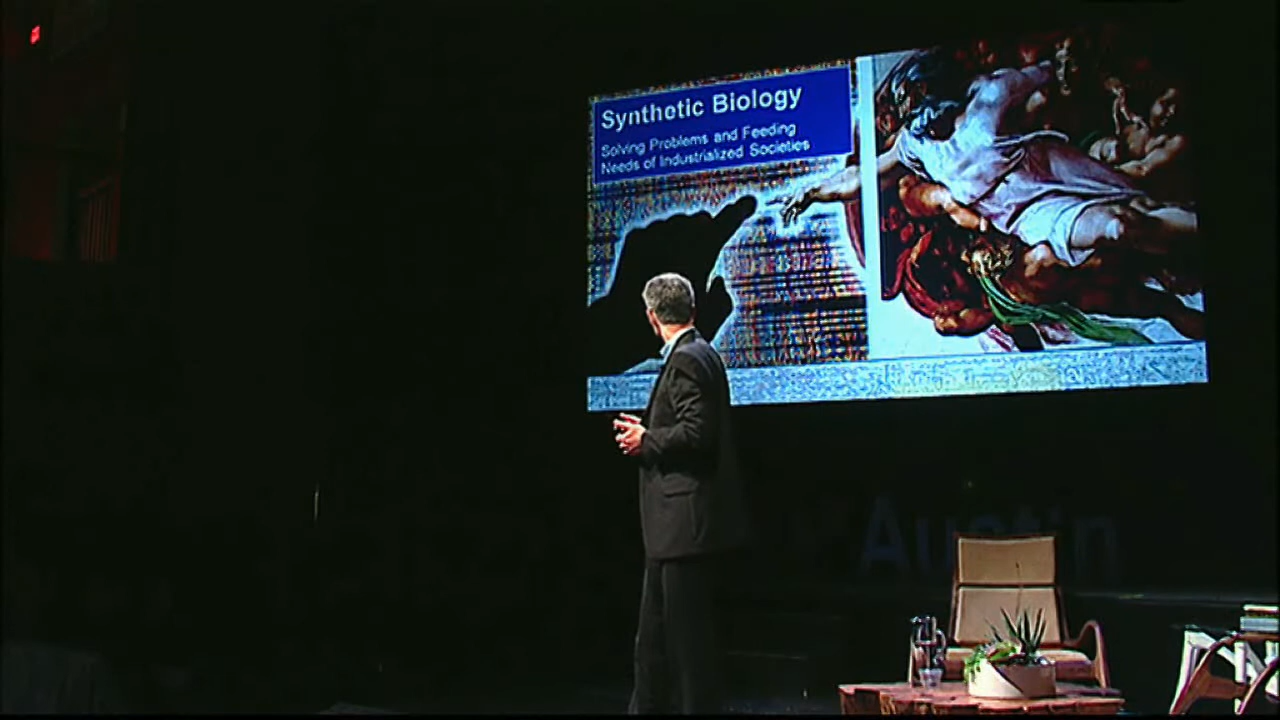 Synthetic Biology
Solving Problems and Feeding
Needs of Industrialized Societies
Austin